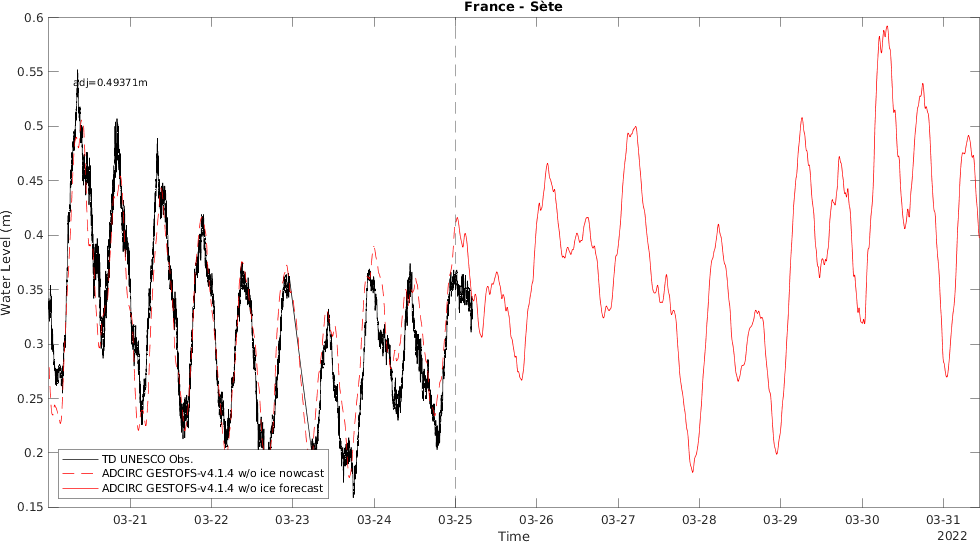 France - Sète
0.6
0.55
0.5
0.45
0.4
0.35
0.3
0.25
0.2
0.15
Water Level (m)
adj=0.49371m
TD UNESCO Obs.
ADCIRC GESTOFS-v4.1.4 w/o ice nowcast
ADCIRC GESTOFS-v4.1.4 w/o ice forecast
03-21 03-22 03-23 03-24 03-25 03-26 03-27 03-28 03-29 03-30 03-31
Time
2022